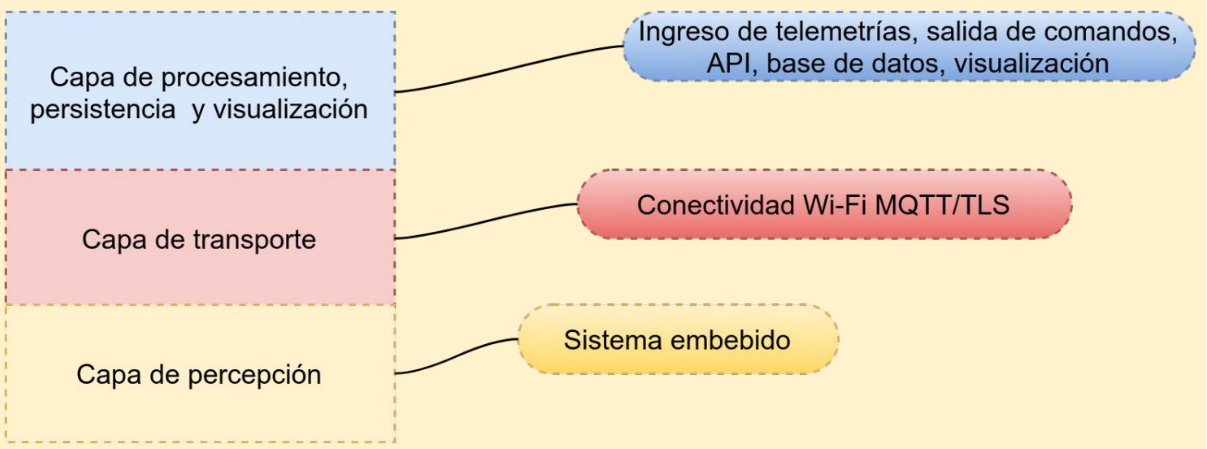 Capa de procesamiento,
persistencia y visualización
Ingreso de telemetrías, salida de comandos,
API, base de datos, visualización
Capa de transporte
Conectividad Wi-Fi MQTT/TLS
Capa de percepción
Sistema embebido